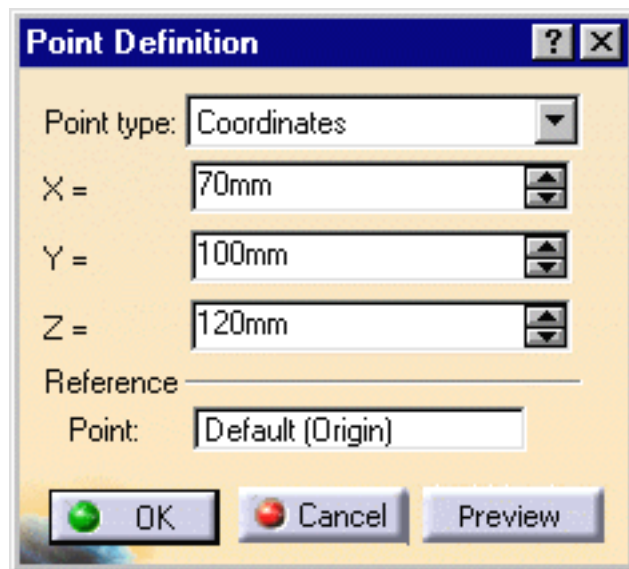 Point Definition
Point type: Coordinates
X = 70mm
Y = 100mm
Z = 120mm
Reference
Point: Default (Origin)
OK Cancel Preview